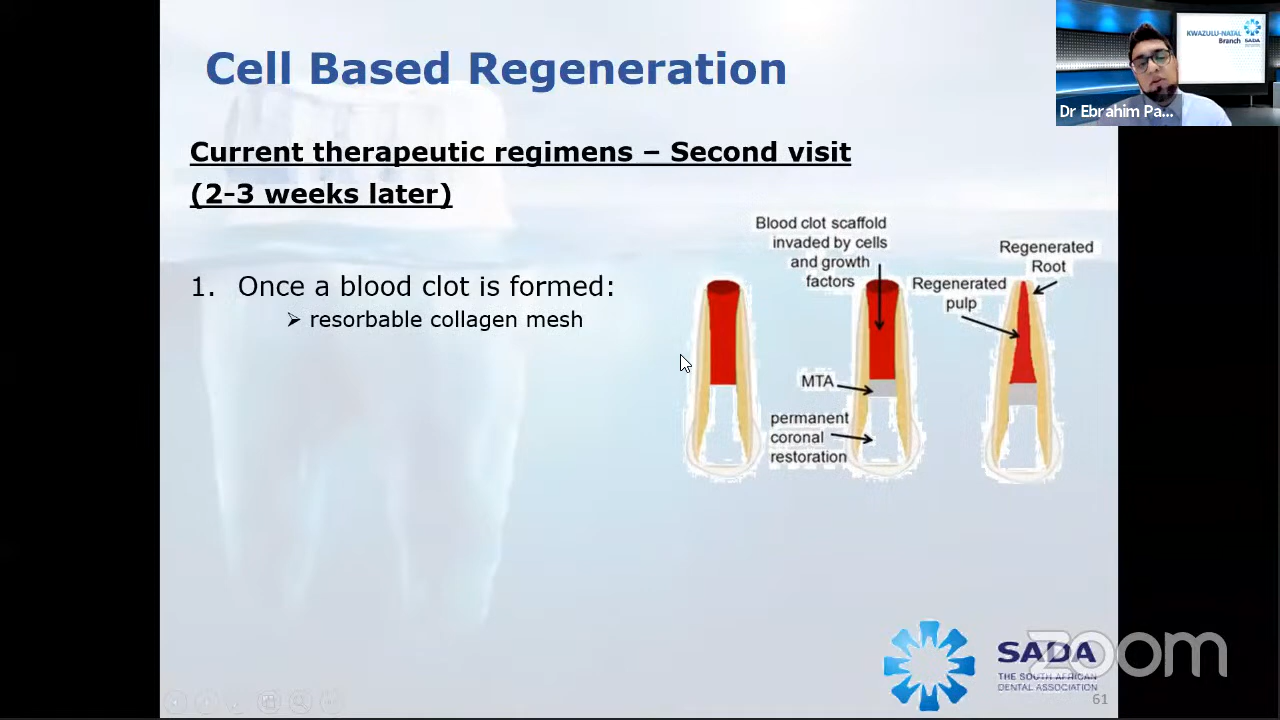 Cell Based Regeneration
Current therapeutic regimens – Second visit
(2-3 weeks later)
1. Once a blood clot is formed:
➢ resorbable collagen mesh
Blood clot scaffold
invaded by cells
and growth
factors
Regenerated
Root
Regenerated
pulp
MTA
permanent
coronal
restoration
KWAZULU-NATAL
Branch
SADA
Dr Ebrahim Pa...
SADA
THE SOUTH AFRICAN
DENTAL ASSOCIATION
zoom
61